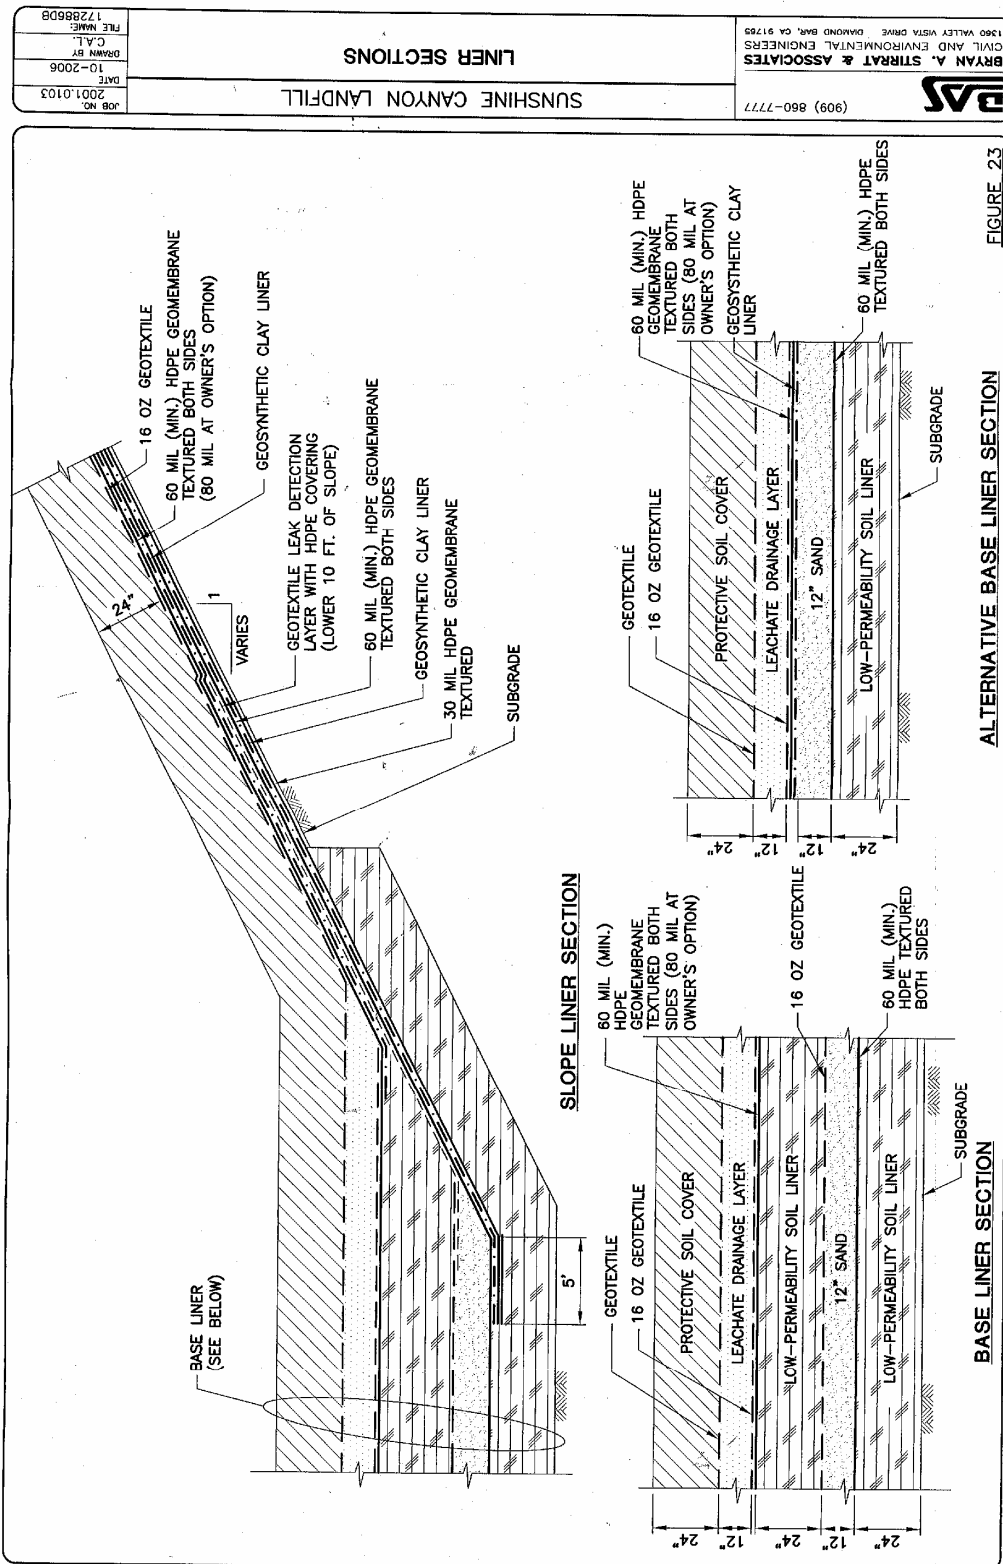 BAS
(909) 860-7777
BRYAN A. STIRRAT & ASSOCIATES
CIVIL AND ENVIRONMENTAL ENGINEERS
1360 VALLEY VISTA DRIVE DIAMOND BAR, CA 91765
SUNSHINE CANYON LANDFILL
LINER SECTIONS
JOB NO.
2001.0103
DATE
10-2006
DRAWN BY
C.A.L.
FILE NAME:
17288608
16 OZ GEOTEXTILE
60 MIL (MIN.) HDPE GEOMEMBRANE
TEXTURED BOTH SIDES
(80 MIL AT OWNER'S OPTION)
GEOSYNTHETIC CLAY LINER
24"
1
VARIES
GEOTEXTILE LEAK DETECTION
LAYER WITH HDPE COVERING
(LOWER 10 FT. OF SLOPE)
60 MIL (MIN.) HDPE GEOMEMBRANE
TEXTURED BOTH SIDES
GEOSYNTHETIC CLAY LINER
30 MIL HDPE GEOMEMBRANE
TEXTURED
SUBGRADE
BASE LINER
(SEE BELOW)
5'
SLOPE LINER SECTION
GEOTEXTILE
16 OZ GEOTEXTILE
60 MIL (MIN.)
HDPE
GEOMEMBRANE
TEXTURED BOTH
SIDES (80 MIL AT
OWNER'S OPTION)
24"
PROTECTIVE SOIL COVER
12"
LEACHATE DRAINAGE LAYER
24"
LOW-PERMEABILITY SOIL LINER
16 OZ GEOTEXTILE
12"
12" SAND
24"
LOW-PERMEABILITY SOIL LINER
60 MIL (MIN.)
HDPE TEXTURED
BOTH SIDES
SUBGRADE
BASE LINER SECTION
GEOTEXTILE
16 OZ GEOTEXTILE
60 MIL (MIN.) HDPE
GEOMEMBRANE
TEXTURED BOTH
SIDES (80 MIL AT
OWNER'S OPTION)
GEOSYNTHETIC CLAY
LINER
24"
PROTECTIVE SOIL COVER
12"
LEACHATE DRAINAGE LAYER
12"
12" SAND
24"
LOW-PERMEABILITY SOIL LINER
60 MIL (MIN.) HDPE
TEXTURED BOTH SIDES
SUBGRADE
ALTERNATIVE BASE LINER SECTION
FIGURE 23